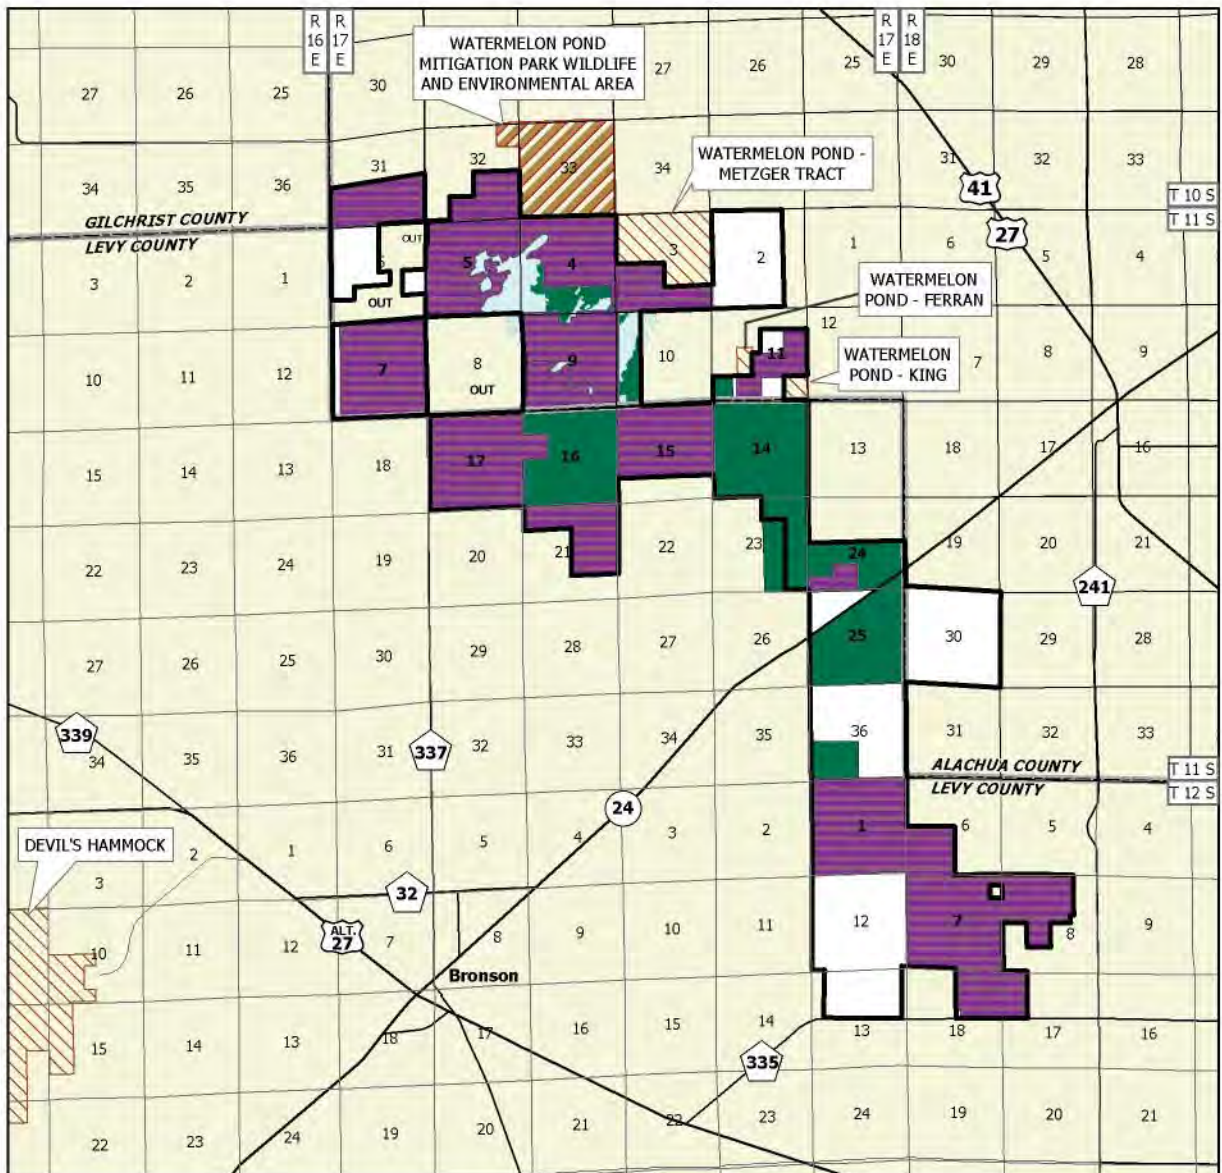 R R
16 17
E E
R R
17 18
E E
WATERMELON POND
MITIGATION PARK WILDLIFE
AND ENVIRONMENTAL AREA
27 26 25 30 27 26 25 30 29 28
34 35 36 31 32 33 34 31 32 33
WATERMELON POND -
METZGER TRACT
41
27
T 10 S
T 11 S
GILCHRIST COUNTY
LEVY COUNTY
OUT
3 2 1 5 4 3 2 1 6 5 4
OUT
WATERMELON
POND - FERRAN
WATERMELON
POND - KING
10 11 12 7 8 9 10 11 12 7 8 9
OUT
15 14 13 18 17 16 15 14 13 18 17 16
22 23 24 19 20 21 22 23 24 19 20 21
241
27 26 25 30 29 28 27 26 25 30 29 28
339
337
34 35 36 31 32 33 34 35 36 31 32 33
ALACHUA COUNTY
LEVY COUNTY
T 11 S
T 12 S
24
DEVIL'S HAMMOCK
3 2 1 6 5 4 3 2 1 6 5 4
32
ALT.
27
10 11 12 7 8 9 10 11 12 7 8 9
Bronson
15 14 13 18 17 16 15 14 13 18 17 16
335
22 23 24 19 20 21 22 23 24 19 20 21